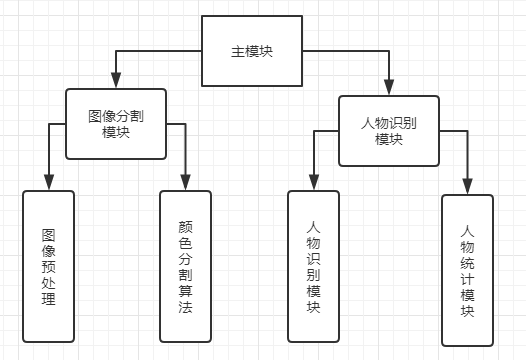 主模块
图像分割
模块
人物识别
模块
图像预处理
颜色分割算法
人物识别模块
人物统计模块